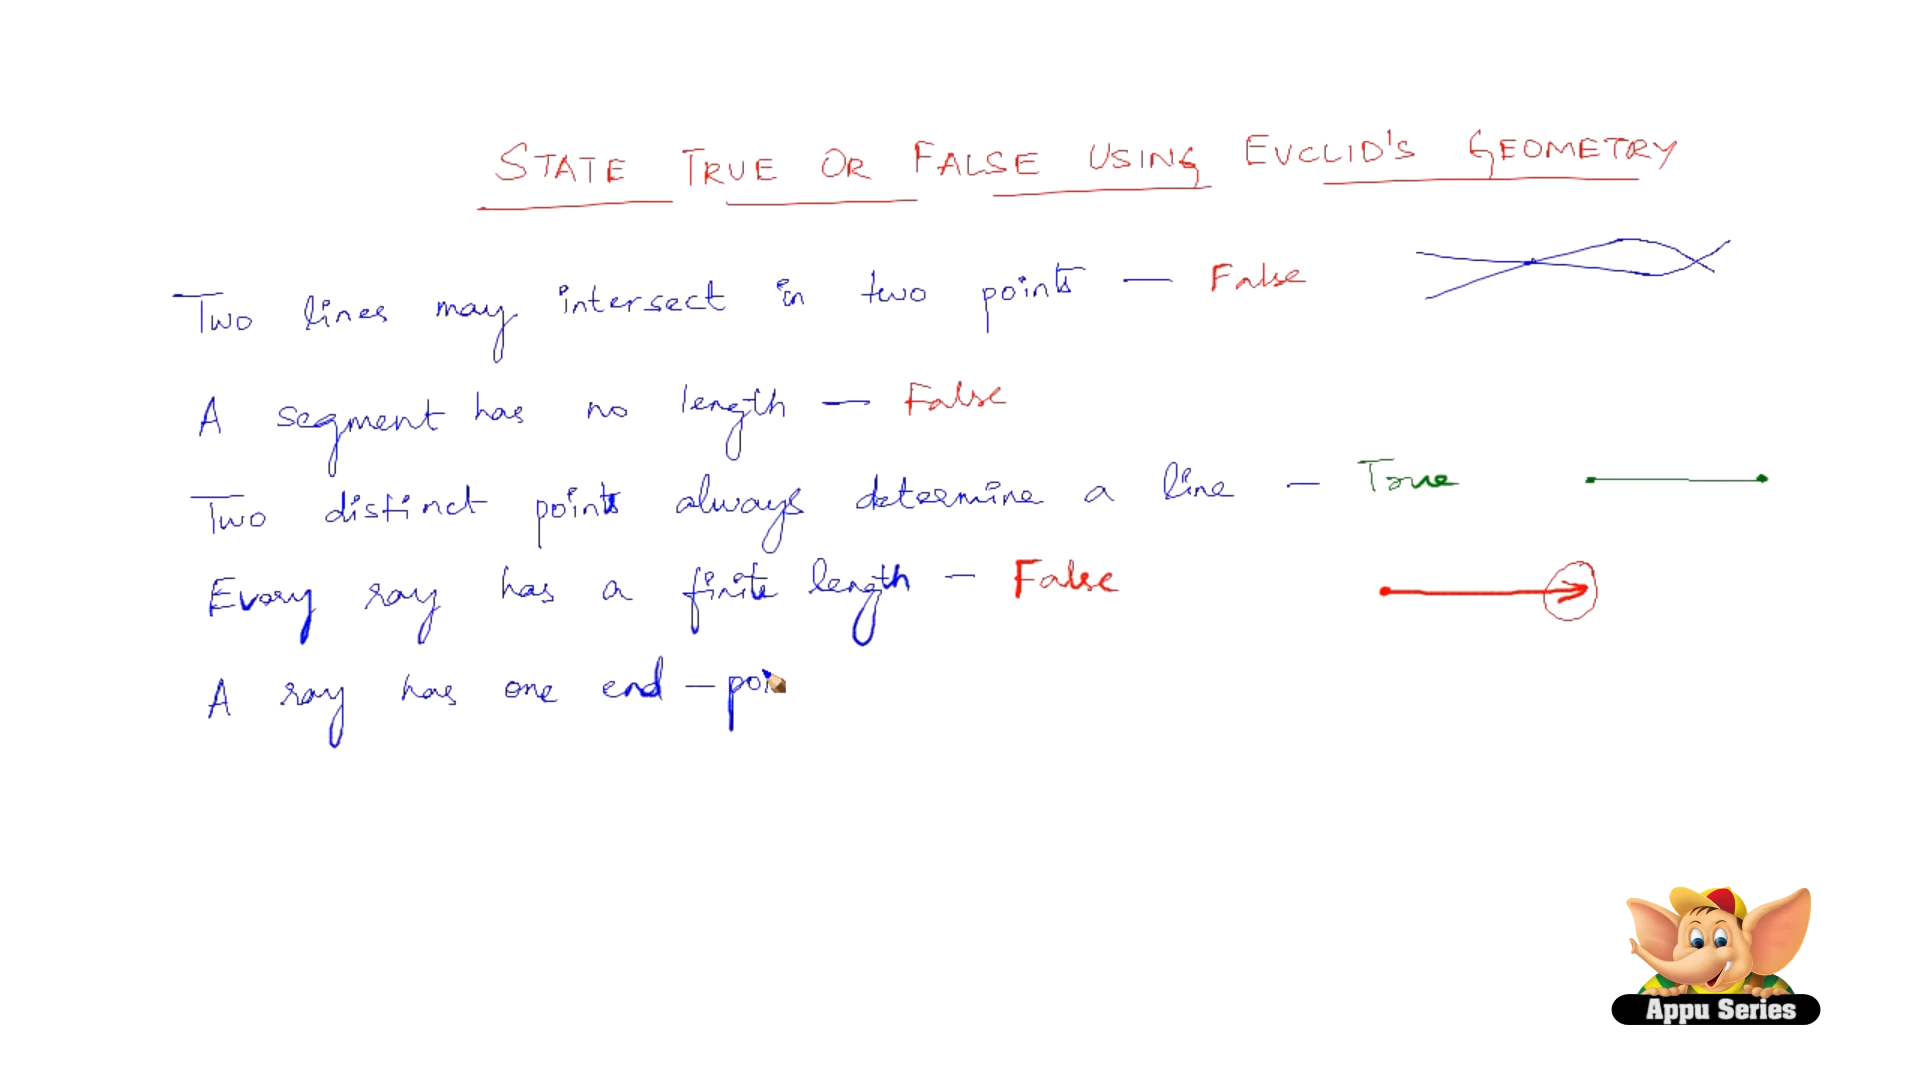 STATE TRUE OR FALSE USING EUCLID'S GEOMETRY
Two lines may intersect in two points — False
A segment has no length — False
Two distinct points always determine a line — True
Every ray has a finite length — False
A ray has one end - poi
Appu Series